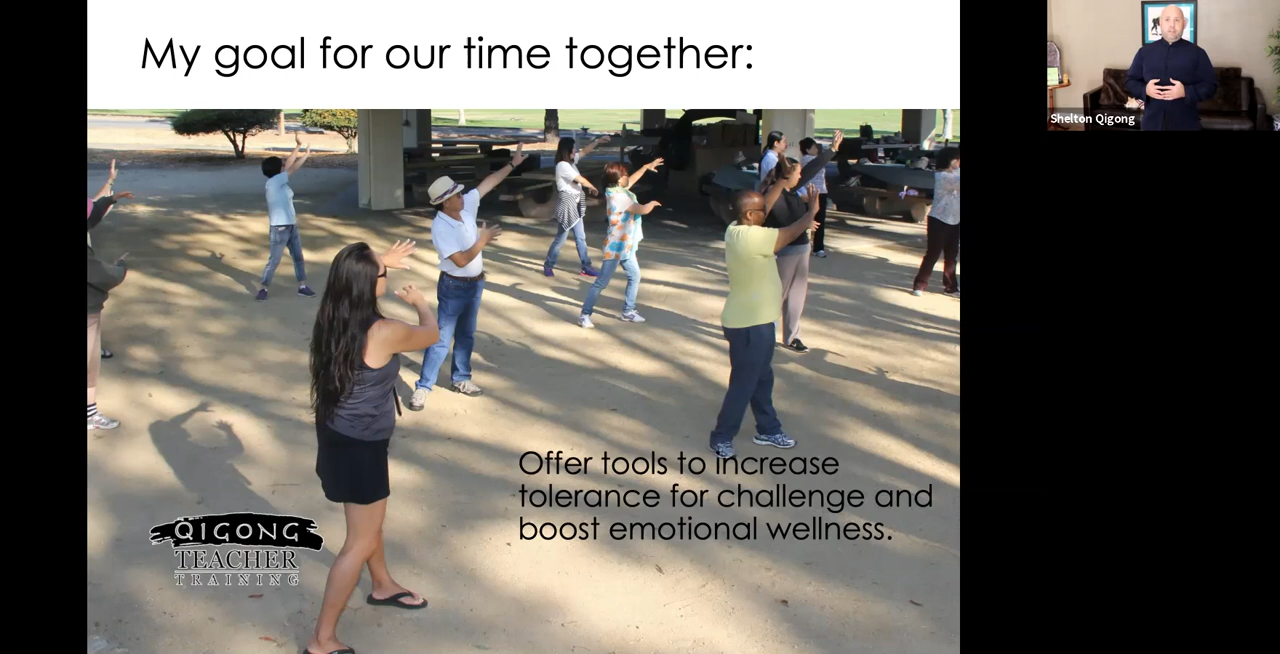 My goal for our time together:
Shelton Qigong
Offer tools to increase
tolerance for challenge and
boost emotional wellness.
QIGONG
TEACHER
TRAINING